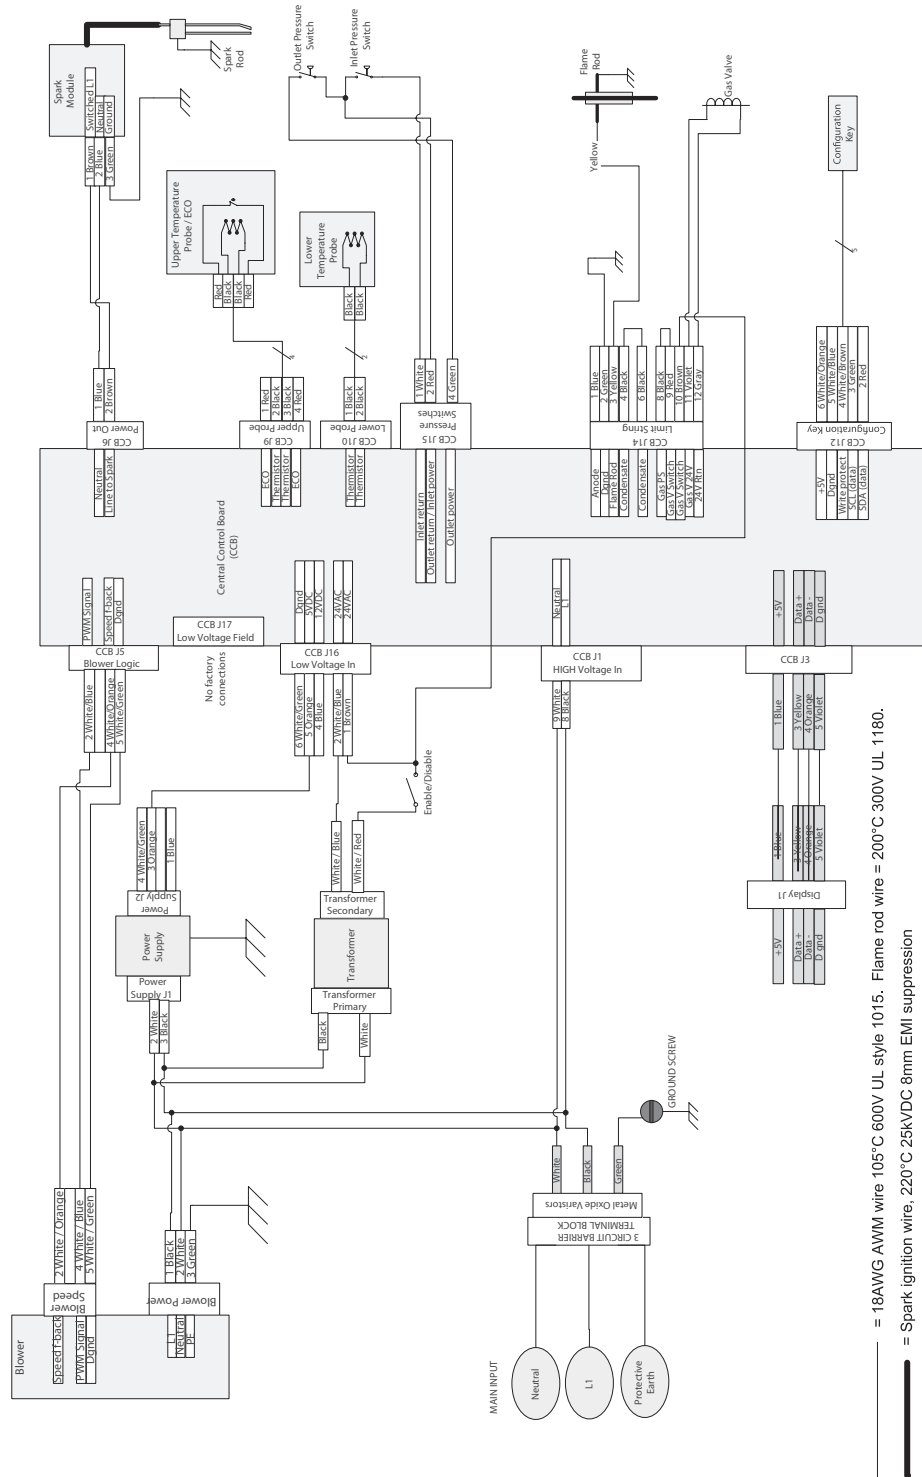 Spark
Module
Switched L1
Neutral
Ground
1 Brown
2 Blue
3 Green
Spark
Rod
Outlet Pressure
Switch
Inlet Pressure
Switch
Flame
Rod
Yellow
Gas Valve
Configuration
Key
5
Upper Temperature
Probe / ECO
Red
Black
Black
Red
4
Lower
Temperature
Probe
Black
Black
2
1 Blue
2 Brown
CCB J6
Power Out
Neutral
Line to Spark
1 Red
2 Black
3 Black
4 Red
CCB J9
Upper Probe
ECO
Thermistor
Thermistor
ECO
1 Black
2 Black
CCB J10
Lower Probe
Thermistor
Thermistor
1 White
2 Red
4 Green
CCB J15
Pressure
Switches
Inlet return
Outlet return / Inlet power
Outlet power
1 Blue
2 Green
3 Yellow
4 Black
6 Black
8 Black
9 Red
10 Brown
11 Violet
12 Gray
CCB J14
Limit String
Anode
Dgnd
Flame Rod
Condensate
Condensate
Gas PS
Gas V Switch
Gas V Switch
Gas V 24V
24V Rtn
6 White/Orange
5 White/Blue
4 White/Brown
3 Green
2 Red
CCB J12
Configuration Key
+5V
Dgnd
Write protect
SCL (data)
SDA (data)
Central Control Board
(CCB)
PWM Signal
Speed f-back
Dgnd
CCB J5
Blower Logic
2 White/Blue
4 White/Orange
5 White/Green
CCB J17
Low Voltage Field
No factory
connections
Dgnd
5VDC
12VDC
24VAC
24VAC
CCB J16
Low Voltage In
6 White/Green
5 Orange
4 Blue
2 White/Blue
1 Brown
Neutral
L1
CCB J1
HIGH Voltage In
9 White
8 Black
+5V
Data +
Data -
D gnd
CCB J3
1 Blue
3 Yellow
4 Orange
5 Violet
Enable/Disable
4 White/Green
3 Orange
1 Blue
Power
Supply J2
Power
Supply
Power
Supply J1
2 White
3 Black
White / Blue
White / Red
Transformer
Secondary
Transformer
Transformer
Primary
Black
White
1 Blue
3 Yellow
4 Orange
5 Violet
Display J1
+5V
Data +
Data -
D gnd
GROUND SCREW
White
Black
Green
Metal Oxide Varistors
3 CIRCUIT BARRIER
TERMINAL BLOCK
MAIN INPUT
Neutral
L1
Protective
Earth
2 White / Orange
4 White / Blue
5 White / Green
Blower
Speed
1 Black
2 White
3 Green
Blower Power
Blower
Speed f-back
PWM Signal
Dgnd
L1
Neutral
PE
= 18AWG AWM wire 105°C 600V UL style 1015. Flame rod wire = 200°C 300V UL 1180.
= Spark ignition wire, 220°C 25kVDC 8mm EMI suppression